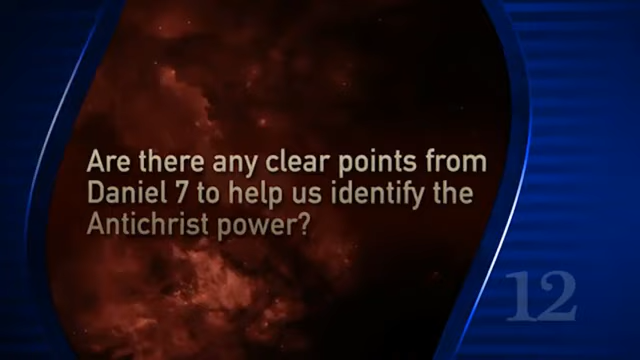 Are there any clear points from
Daniel 7 to help us identify the
Antichrist power?
12